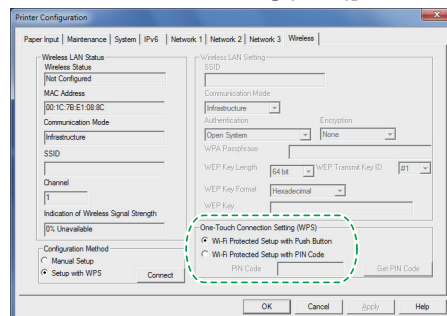 Printer Configuration
Paper Input Maintenance System IPv6 Network 1 Network 2 Network 3 Wireless
Wireless LAN Status
Wireless Status
Not Configured
MAC Address
00:1C:7B:E1:08:8C
Communication Mode
Infrastructure
SSID
Channel
1
Indication of Wireless Signal Strength
0% Unavailable
Configuration Method
Manual Setup
Setup with WPS
Connect
Wireless LAN Setting
SSID
Communication Mode
Infrastructure
Authentication Encryption
Open System None
WPA Passphrase
WEP Key Length 64 bit WEP Transmit Key ID #1
WEP Key Format Hexadecimal
WEP Key
One-Touch Connection Setting (WPS)
Wi-Fi Protected Setup with Push Button
Wi-Fi Protected Setup with PIN Code
PIN Code Get PIN Code
OK Cancel Apply Help